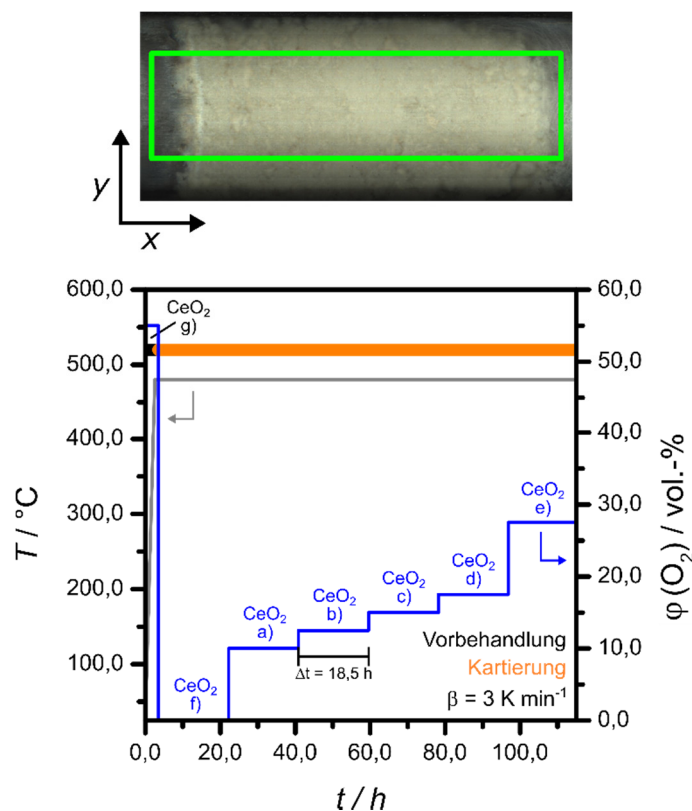 y
x
600,0
500,0
400,0
300,0
200,0
100,0
T / °C
60,0
50,0
40,0
30,0
20,0
10,0
0,0
φ (O₂) / vol.-%
0,0
20,0
40,0
60,0
80,0
100,0
t / h
CeO₂
g)
CeO₂
f)
CeO₂
a)
CeO₂
b)
CeO₂
c)
CeO₂
d)
CeO₂
e)
Δt = 18,5 h
Vorbehandlung
Kartierung
β = 3 K min⁻¹